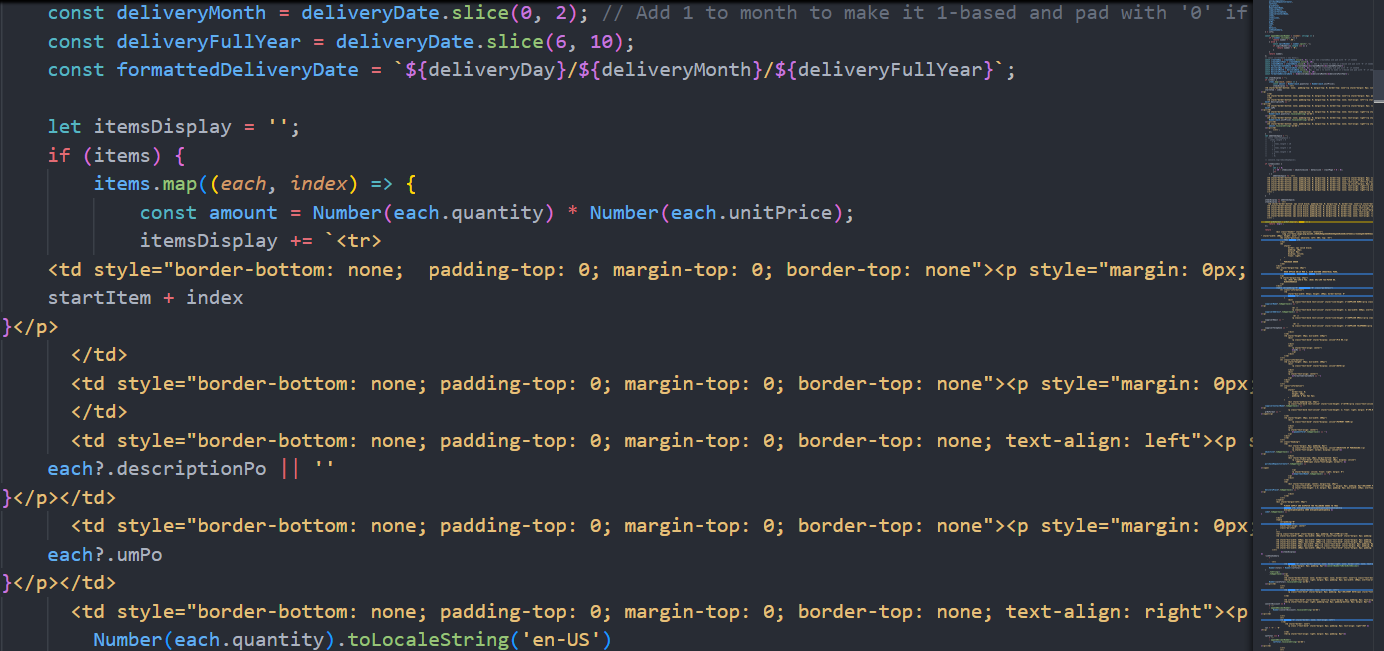 const deliveryMonth = deliveryDate.slice(0, 2); // Add 1 to month to make it 1-based and pad with '0' if
const deliveryFullYear = deliveryDate.slice(6, 10);
const formattedDeliveryDate = `${deliveryDay}/${deliveryMonth}/${deliveryFullYear}`;
let itemsDisplay = '';
if (items) {
items.map((each, index) => {
const amount = Number(each.quantity) * Number(each.unitPrice);
itemsDisplay += `<tr>
<td style="border-bottom: none;  padding-top: 0; margin-top: 0; border-top: none"><p style="margin: 0px;
startItem + index
}</p>
</td>
<td style="border-bottom: none; padding-top: 0; margin-top: 0; border-top: none"><p style="margin: 0px;
</td>
<td style="border-bottom: none; padding-top: 0; margin-top: 0; border-top: none; text-align: left"><p s
each?.descriptionPo || ''
}</p></td>
<td style="border-bottom: none; padding-top: 0; margin-top: 0; border-top: none"><p style="margin: 0px;
each?.umPo
}</p></td>
<td style="border-bottom: none; padding-top: 0; margin-top: 0; border-top: none; text-align: right"><p
Number(each.quantity).toLocaleString('en-US')